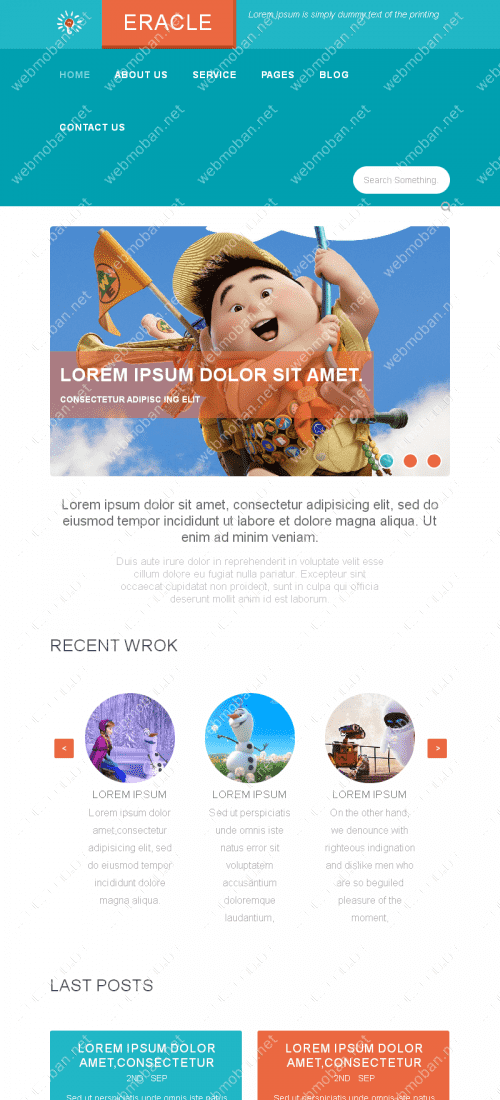 ERACLE
Lorem Ipsum is simply dummy text of the printing
HOME ABOUT US SERVICE PAGES BLOG
CONTACT US
Search Something..
LOREM IPSUM DOLOR SIT AMET.
CONSECTETUR ADIPISC ING ELIT
Lorem ipsum dolor sit amet, consectetur adipisicing elit, sed do
eiusmod tempor incididunt ut labore et dolore magna aliqua. Ut
enim ad minim veniam.
Duis aute irure dolor in reprehenderit in voluptate velit esse
cillum dolore eu fugiat nulla pariatur. Excepteur sint
occaecat cupidatat non proident, sunt in culpa qui officia
deserunt mollit anim id est laborum.
RECENT WROK
< >
LOREM IPSUM
Lorem ipsum dolor
amet,consectetur
adipisicing elit, sed
do eiusmod tempor
incididunt dolore
magna aliqua.
LOREM IPSUM
Sed ut perspiciatis
unde omnis iste
natus error sit
voluptatem
accusantium
doloremque
laudantium,
LOREM IPSUM
On the other hand,
we denounce with
righteous indignation
and dislike men who
are so beguiled
pleasure of the
moment,
LAST POSTS
LOREM IPSUM DOLOR
AMET,CONSECTETUR
2ND SEP
Sed ut perspiciatis unde omnis iste natus
LOREM IPSUM DOLOR
AMET,CONSECTETUR
2ND SEP
Sed ut perspiciatis unde omnis iste natus
webmoban.net